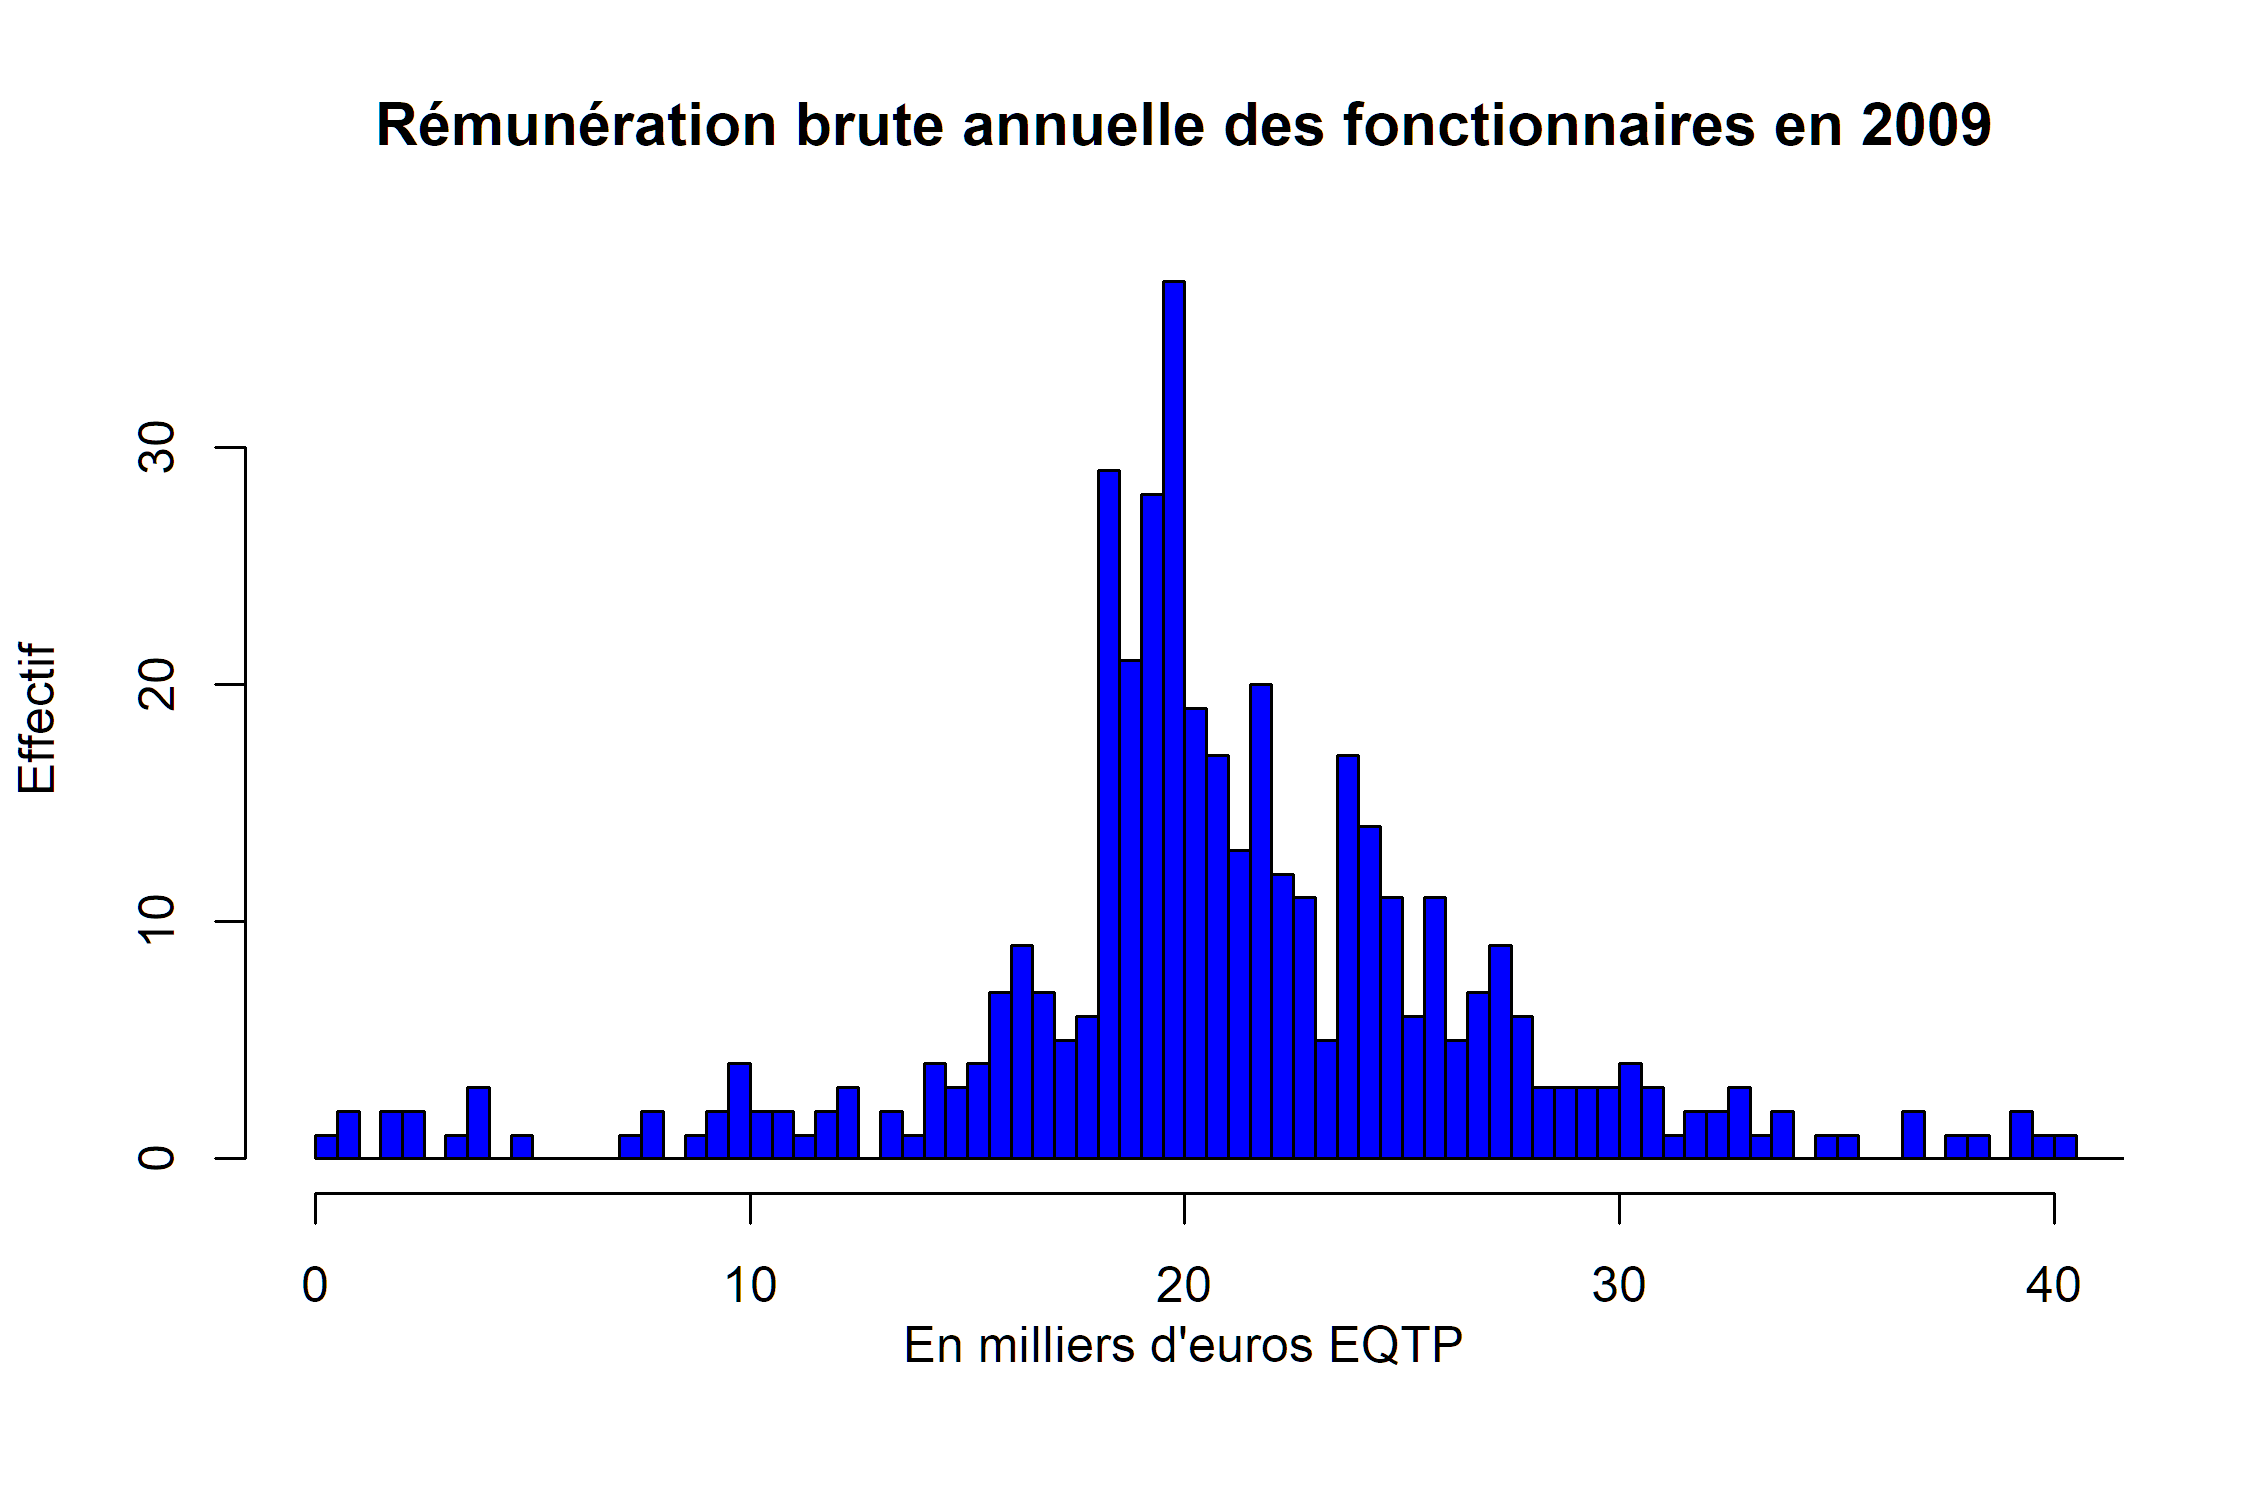 Rémunération brute annuelle des fonctionnaires en 2009
Effectif
30
20
10
0
0 10 20 30 40
En milliers d'euros EQTP